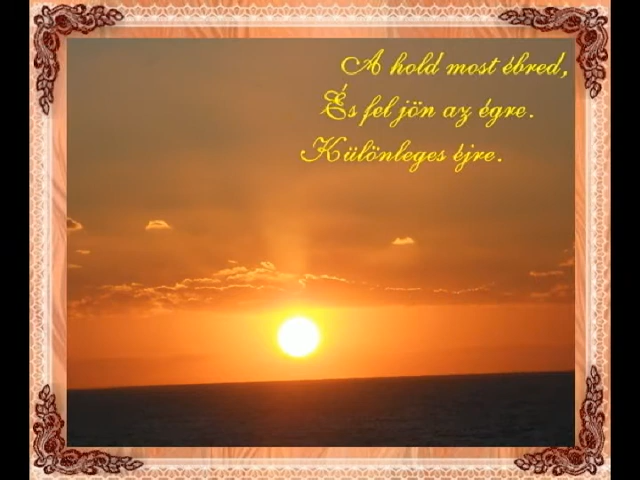 A hold most ébred,
És fel jön az égre.
Különleges éjre.